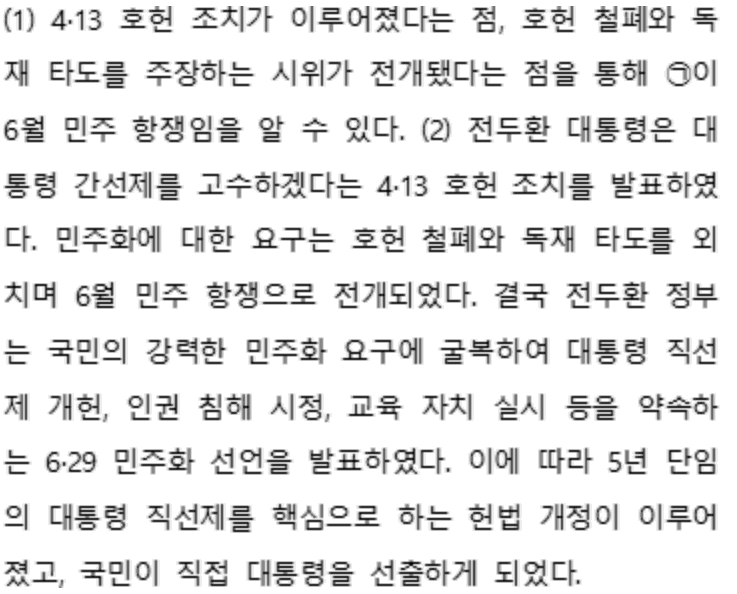 (1) 4·13 호헌 조치가 이루어졌다는 점, 호헌 철폐와 독
재 타도를 주장하는 시위가 전개됐다는 점을 통해 ㉠이
6월 민주 항쟁임을 알 수 있다. (2) 전두환 대통령은 대
통령 간선제를 고수하겠다는 4·13 호헌 조치를 발표하였
다. 민주화에 대한 요구는 호헌 철폐와 독재 타도를 외
치며 6월 민주 항쟁으로 전개되었다. 결국 전두환 정부
는 국민의 강력한 민주화 요구에 굴복하여 대통령 직선
제 개헌, 인권 침해 시정, 교육 자치 실시 등을 약속하
는 6·29 민주화 선언을 발표하였다. 이에 따라 5년 단임
의 대통령 직선제를 핵심으로 하는 헌법 개정이 이루어
졌고, 국민이 직접 대통령을 선출하게 되었다.